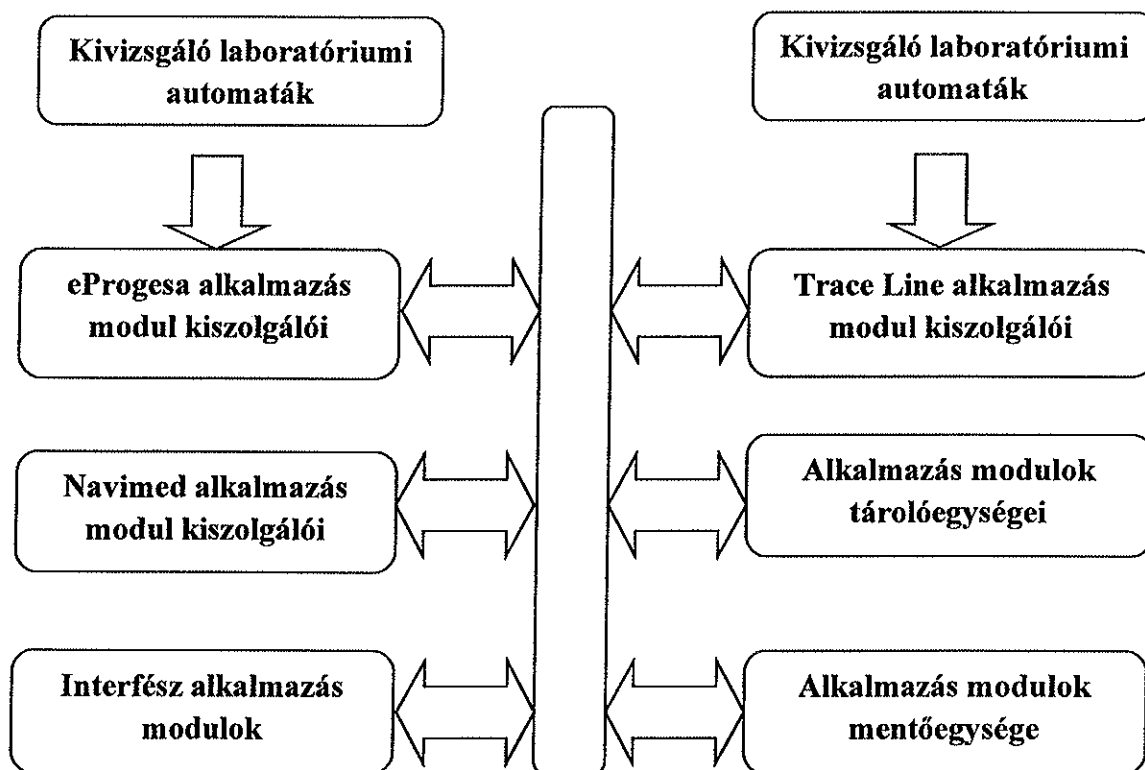 Kivizsgáló laboratóriumi
automaták
Kivizsgáló laboratóriumi
automaták
eProgesa alkalmazás
modul kiszolgálói
Trace Line alkalmazás
modul kiszolgálói
Navimed alkalmazás
modul kiszolgálói
Alkalmazás modulok
tárolóegységei
Interfész alkalmazás
modulok
Alkalmazás modulok
mentőegysége